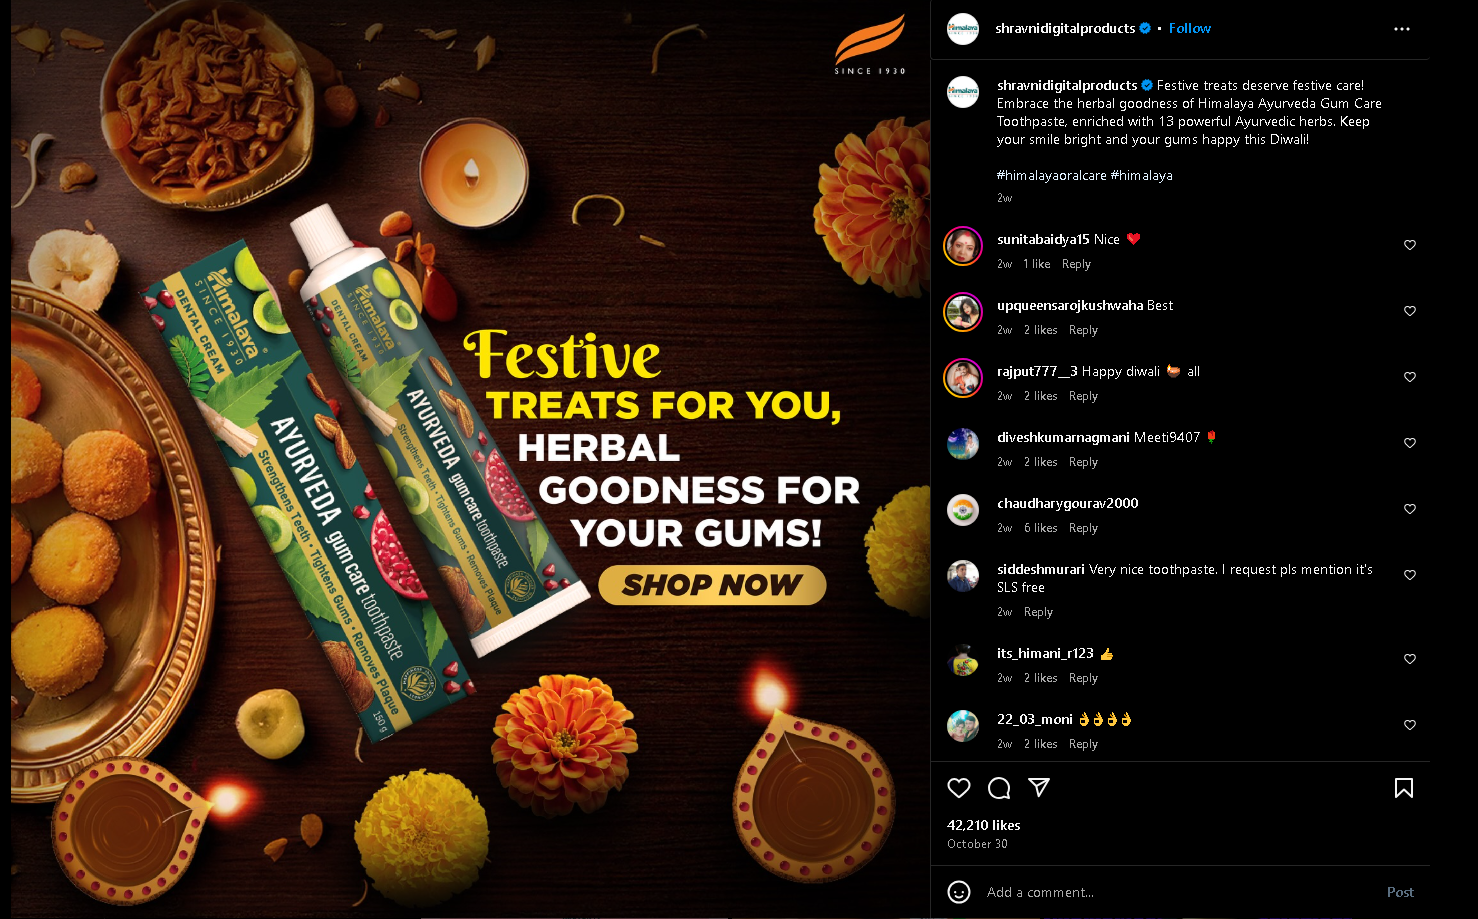 SINCE 1930
Himalaya
SINCE 1930
DENTAL CREAM
AYURVEDA gum care toothpaste
Strengthens Teeth • Tightens Gums • Removes Plaque
150 g
Himalaya
SINCE 1930
DENTAL CREAM
AYURVEDA gum care toothpaste
Strengthens Teeth • Tightens Gums • Removes Plaque
Festive
TREATS FOR YOU,
HERBAL
GOODNESS FOR
YOUR GUMS!
SHOP NOW
shravnidigitalproducts • Follow
shravnidigitalproducts Festive treats deserve festive care!
Embrace the herbal goodness of Himalaya Ayurveda Gum Care
Toothpaste, enriched with 13 powerful Ayurvedic herbs. Keep
your smile bright and your gums happy this Diwali!
#himalayaoralcare #himalaya
2w
sunitabaidya15 Nice ❤️
2w 1 like Reply
upqueensarojkushwaha Best
2w 2 likes Reply
rajput777__3 Happy diwali 🪔 all
2w 2 likes Reply
diveshkumarnagmani Meeti9407 🌹
2w 2 likes Reply
chaudharygourav2000
2w 6 likes Reply
siddeshmurari Very nice toothpaste. I request pls mention it's
SLS free
2w Reply
its_himani_r123 👍
2w 2 likes Reply
22_03_moni 👌👌👌👌
2w 2 likes Reply
42,210 likes
October 30
Add a comment...
Post